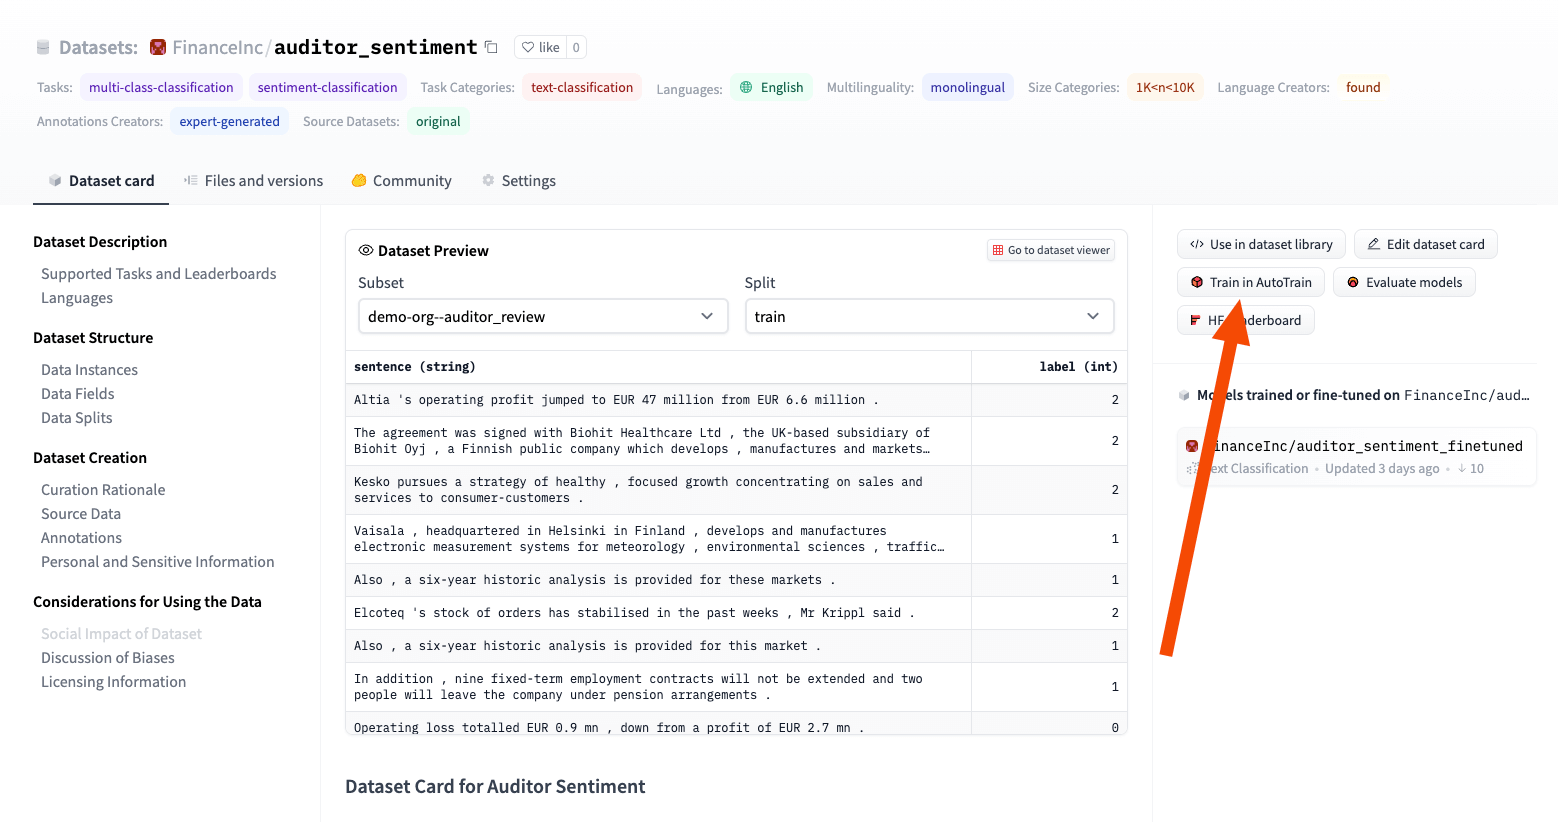 Datasets: FinanceInc/auditor_sentiment like 0
Tasks: multi-class-classification sentiment-classification Task Categories: text-classification Languages: English Multilinguality: monolingual Size Categories: 1K<n<10K Language Creators: found
Annotations Creators: expert-generated Source Datasets: original
Dataset card Files and versions Community Settings
Dataset Description
Supported Tasks and Leaderboards
Languages
Dataset Structure
Data Instances
Data Fields
Data Splits
Dataset Creation
Curation Rationale
Source Data
Annotations
Personal and Sensitive Information
Considerations for Using the Data
Social Impact of Dataset
Discussion of Biases
Licensing Information
Dataset Preview Go to dataset viewer
Subset Split
demo-org--auditor_review train
sentence (string) label (int)
Altia 's operating profit jumped to EUR 47 million from EUR 6.6 million . 2
The agreement was signed with Biohit Healthcare Ltd , the UK-based subsidiary of
Biohit Oyj , a Finnish public company which develops , manufactures and markets… 2
Kesko pursues a strategy of healthy , focused growth concentrating on sales and
services to consumer-customers . 2
Vaisala , headquartered in Helsinki in Finland , develops and manufactures
electronic measurement systems for meteorology , environmental sciences , traffic… 1
Also , a six-year historic analysis is provided for these markets . 1
Elcoteq 's stock of orders has stabilised in the past weeks , Mr Krippl said . 2
Also , a six-year historic analysis is provided for this market . 1
In addition , nine fixed-term employment contracts will not be extended and two
people will leave the company under pension arrangements . 1
Operating loss totalled EUR 0.9 mn , down from a profit of EUR 2.7 mn . 0
Dataset Card for Auditor Sentiment
Use in dataset library Edit dataset card
Train in AutoTrain Evaluate models
HF
Models trained or fine-tuned on FinanceInc/aud…
FinanceInc/auditor_sentiment_finetuned
Text Classification • Updated 3 days ago • ↓ 10